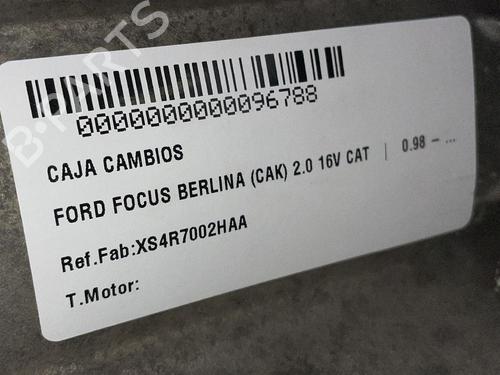 0000000000096788
CAJA CAMBIOS
FORD FOCUS BERLINA (CAK) 2.0 16V CAT | 0.98 - ...
Ref.Fab:XS4R7002HAA
T.Motor:
B-PARTS